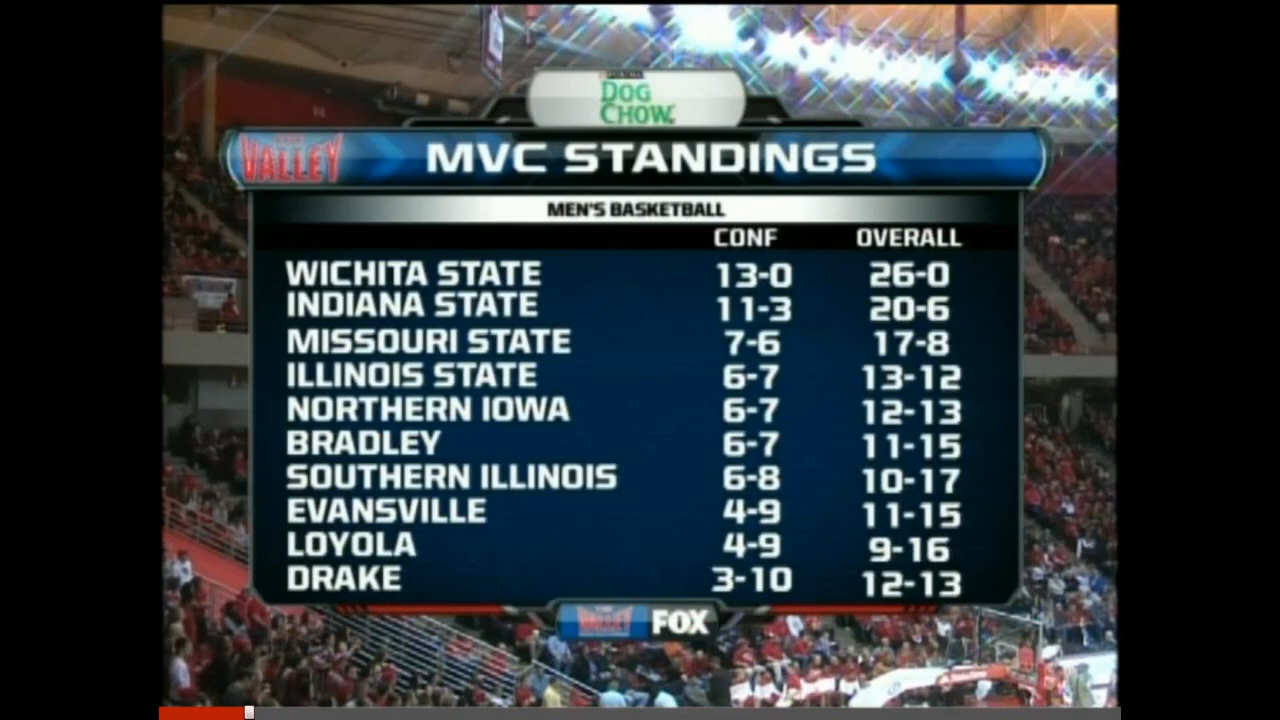 DOG
CHOW
VALLEY
MVC STANDINGS
MEN'S BASKETBALL
CONF OVERALL
WICHITA STATE 13-0 26-0
INDIANA STATE 11-3 20-6
MISSOURI STATE 7-6 17-8
ILLINOIS STATE 6-7 13-12
NORTHERN IOWA 6-7 12-13
BRADLEY 6-7 11-15
SOUTHERN ILLINOIS 6-8 10-17
EVANSVILLE 4-9 11-15
LOYOLA 4-9 9-16
DRAKE 3-10 12-13
VALLEY FOX